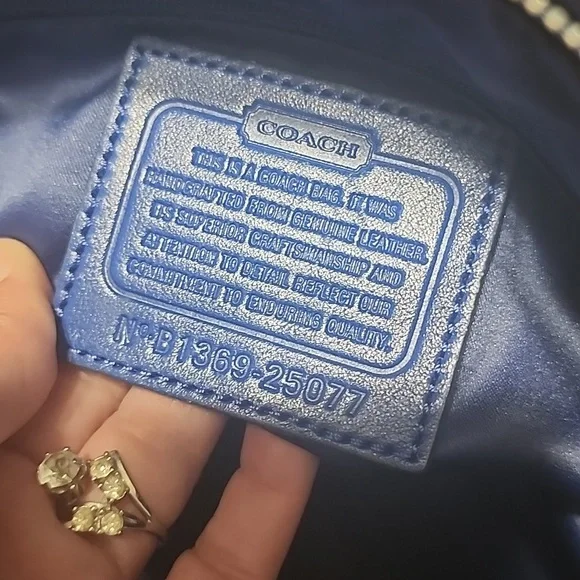 COACH
THIS IS A COACH BAG. IT WAS
HANDCRAFTED FROM GENUINE LEATHER.
ITS SUPERIOR CRAFTSMANSHIP AND
ATTENTION TO DETAIL REFLECT OUR
COMMITMENT TO ENDURING QUALITY.
Nº B1369-25077